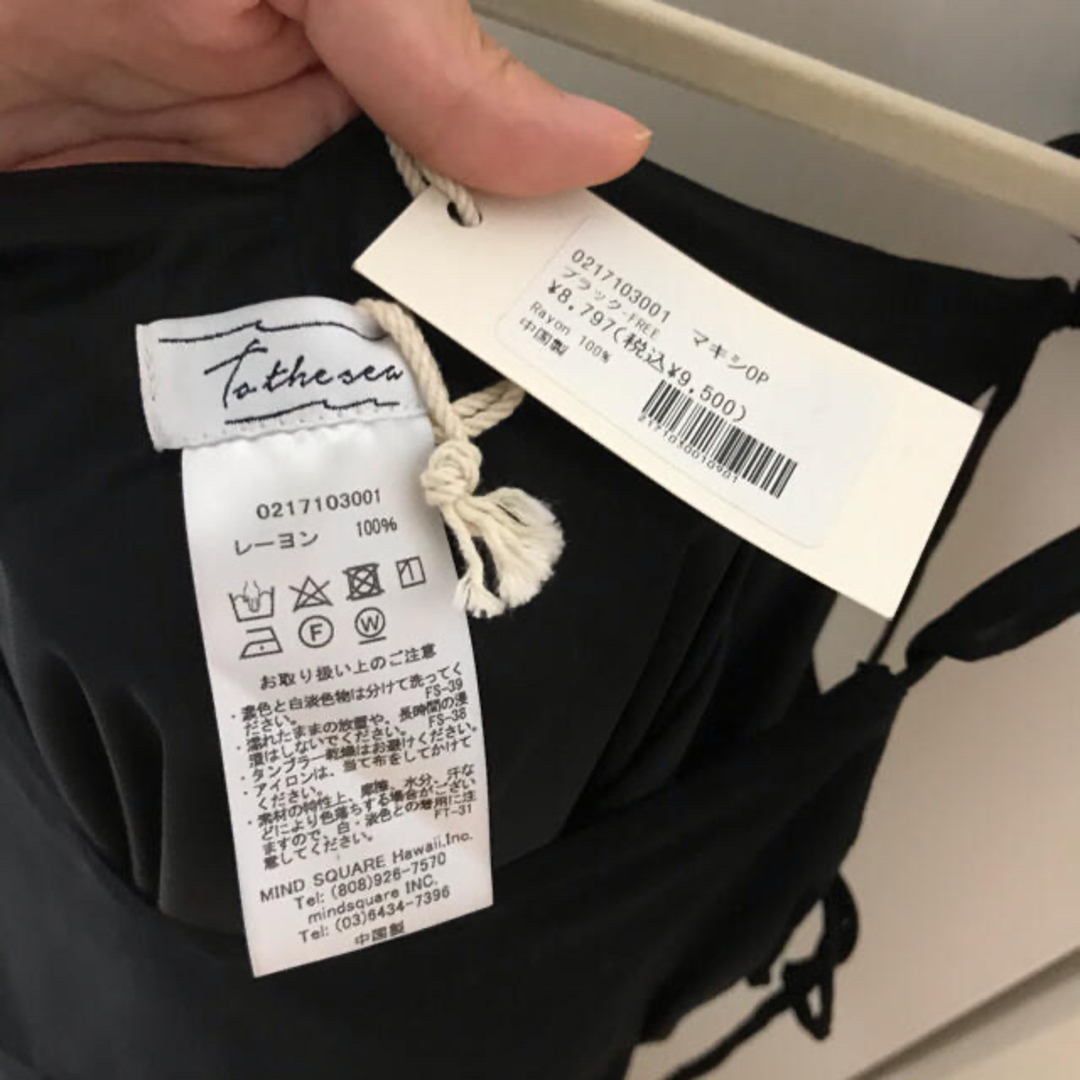 0217103001 マキシOP
ブラック-FREE
¥8.797(税込¥9.500)
Rayon 100%
中国製
To the sea
0217103001
レーヨン 100%
F
W
お取り扱い上のご注意
・濃色と白淡色物は分けて洗ってく
ださい。 FS-39
・濡れたままの放置や、長時間の浸
漬はしないでください。 FS-38
・タンブラー乾燥はお避けください。
・アイロンは、当て布をしてかけて
ください。
・素材の特性上、摩擦、水分、汗な
どにより色落ちする場合がござい
ますので、白・淡色との着用に注
意してください。 FT-31
MIND SQUARE Hawaii.Inc.
Tel: (808)926-7570
mindsquare INC.
Tel: (03)6434-7396
中国製